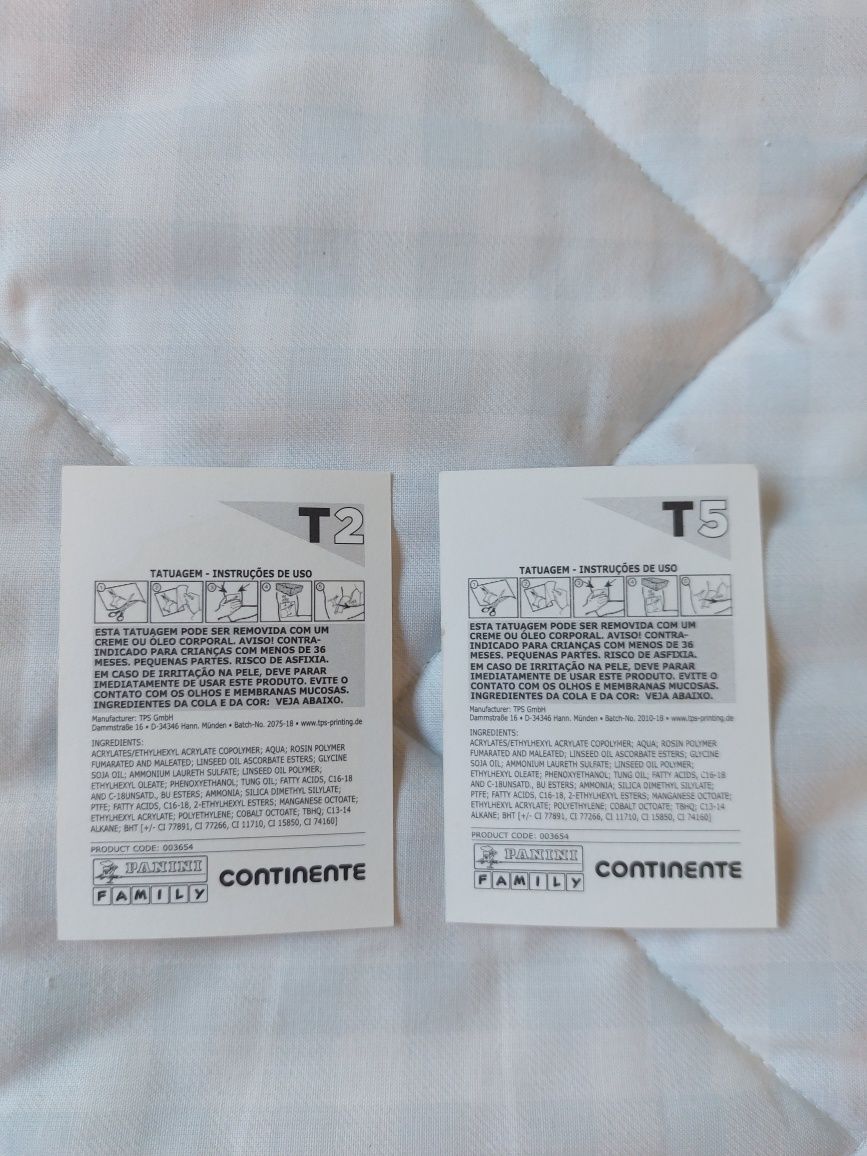 T2
TATUAGEM - INSTRUÇÕES DE USO
1 2 3 4 5
ESTA TATUAGEM PODE SER REMOVIDA COM UM
CREME OU ÓLEO CORPORAL. AVISO! CONTRA-
INDICADO PARA CRIANÇAS COM MENOS DE 36
MESES. PEQUENAS PARTES. RISCO DE ASFIXIA.
EM CASO DE IRRITAÇÃO NA PELE, DEVE PARAR
IMEDIATAMENTE DE USAR ESTE PRODUTO. EVITE O
CONTATO COM OS OLHOS E MEMBRANAS MUCOSAS.
INGREDIENTES DA COLA E DA COR: VEJA ABAIXO.
Manufacturer: TPS GmbH
Dammstraße 16 • D-34346 Hann. Münden • Batch-No. 2075-18 • www.tps-printing.de
INGREDIENTS:
ACRYLATES/ETHYLHEXYL ACRYLATE COPOLYMER; AQUA; ROSIN POLYMER
FUMARATED AND MALEATED; LINSEED OIL ASCORBATE ESTERS; GLYCINE
SOJA OIL; AMMONIUM LAURETH SULFATE; LINSEED OIL POLYMER;
ETHYLHEXYL OLEATE; PHENOXYETHANOL; TUNG OIL; FATTY ACIDS, C16-18
AND C-18UNSATD., BU ESTERS; AMMONIA; SILICA DIMETHYL SILYLATE;
PTFE; FATTY ACIDS, C16-18, 2-ETHYLHEXYL ESTERS; MANGANESE OCTOATE;
ETHYLHEXYL ACRYLATE; POLYETHYLENE; COBALT OCTOATE; TBHQ; C13-14
ALKANE; BHT [+/- CI 77891, CI 77266, CI 11710, CI 15850, CI 74160]
PRODUCT CODE: 003654
PANINI
FAMILY
CONTINENTE
T5
TATUAGEM - INSTRUÇÕES DE USO
1 2 3 4 5
ESTA TATUAGEM PODE SER REMOVIDA COM UM
CREME OU ÓLEO CORPORAL. AVISO! CONTRA-
INDICADO PARA CRIANÇAS COM MENOS DE 36
MESES. PEQUENAS PARTES. RISCO DE ASFIXIA.
EM CASO DE IRRITAÇÃO NA PELE, DEVE PARAR
IMEDIATAMENTE DE USAR ESTE PRODUTO. EVITE O
CONTATO COM OS OLHOS E MEMBRANAS MUCOSAS.
INGREDIENTES DA COLA E DA COR: VEJA ABAIXO.
Manufacturer: TPS GmbH
Dammstraße 16 • D-34346 Hann. Münden • Batch-No. 2010-18 • www.tps-printing.de
INGREDIENTS:
ACRYLATES/ETHYLHEXYL ACRYLATE COPOLYMER; AQUA; ROSIN POLYMER
FUMARATED AND MALEATED; LINSEED OIL ASCORBATE ESTERS; GLYCINE
SOJA OIL; AMMONIUM LAURETH SULFATE; LINSEED OIL POLYMER;
ETHYLHEXYL OLEATE; PHENOXYETHANOL; TUNG OIL; FATTY ACIDS, C16-18
AND C-18UNSATD., BU ESTERS; AMMONIA; SILICA DIMETHYL SILYLATE;
PTFE; FATTY ACIDS, C16-18, 2-ETHYLHEXYL ESTERS; MANGANESE OCTOATE;
ETHYLHEXYL ACRYLATE; POLYETHYLENE; COBALT OCTOATE; TBHQ; C13-14
ALKANE; BHT [+/- CI 77891, CI 77266, CI 11710, CI 15850, CI 74160]
PRODUCT CODE: 003654
PANINI
FAMILY
CONTINENTE